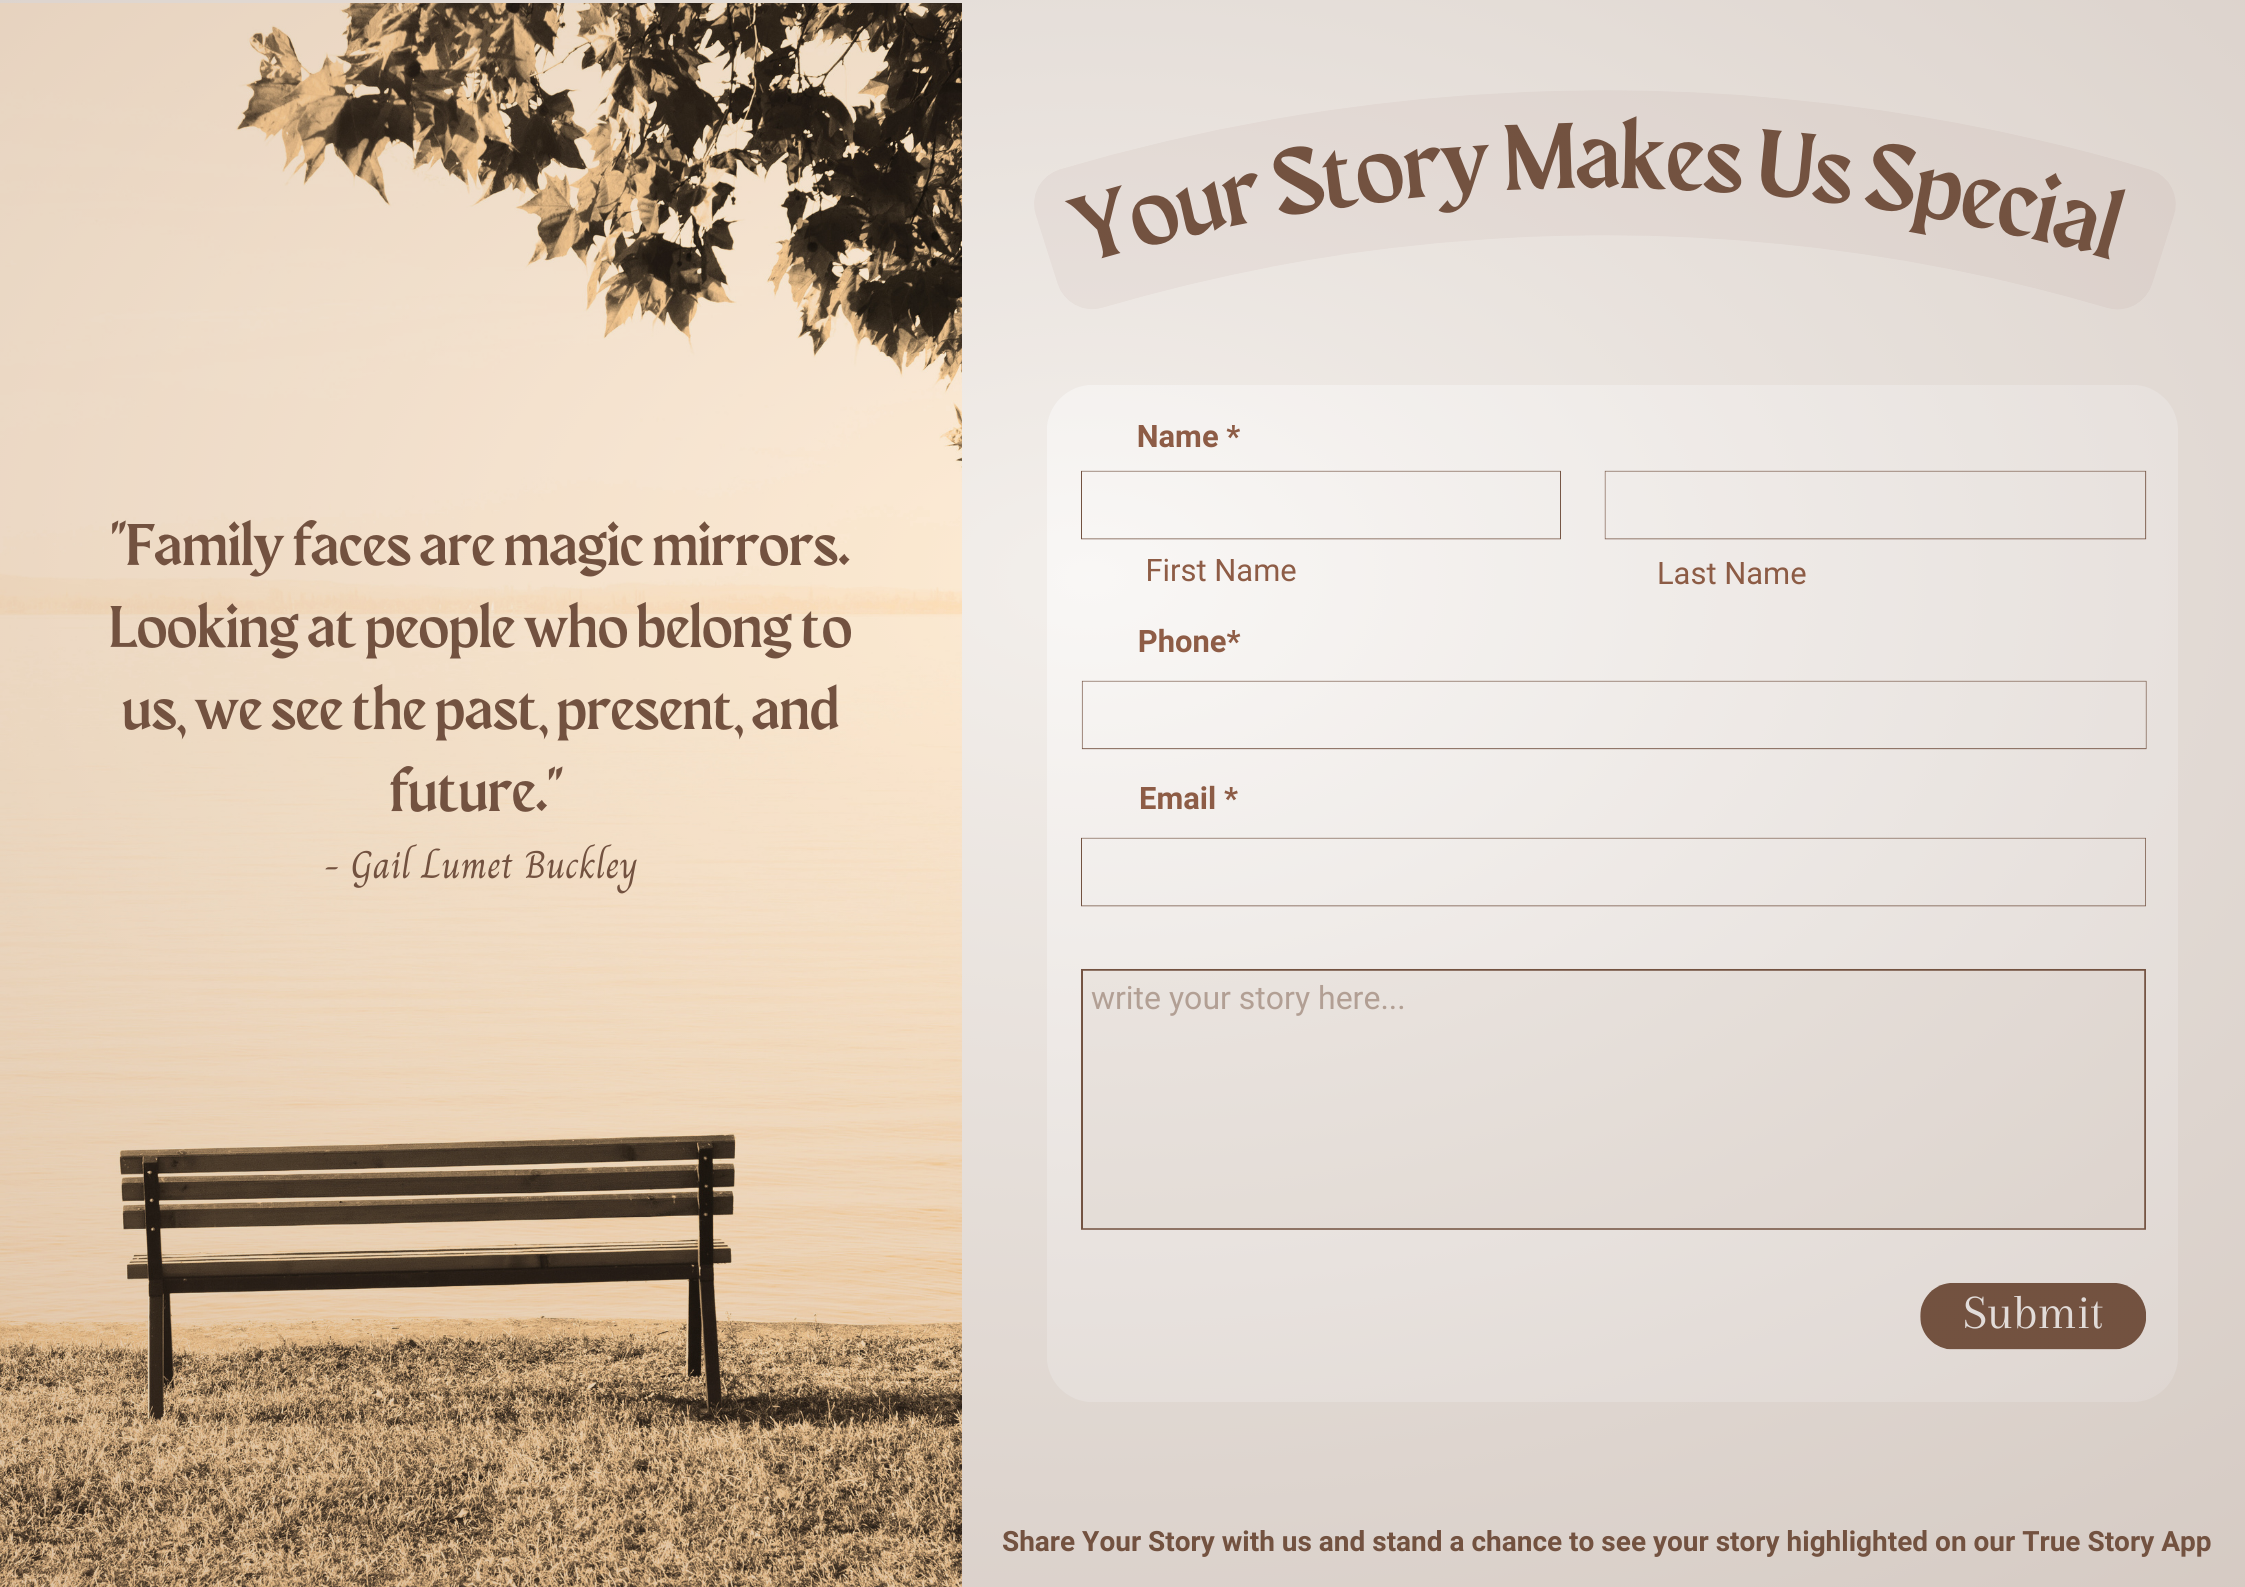 "Family faces are magic mirrors.
Looking at people who belong to
us, we see the past, present, and
future."
- Gail Lumet Buckley
Your Story Makes Us Special
Name *
First Name
Last Name
Phone*
Email *
write your story here...
Submit
Share Your Story with us and stand a chance to see your story highlighted on our True Story App